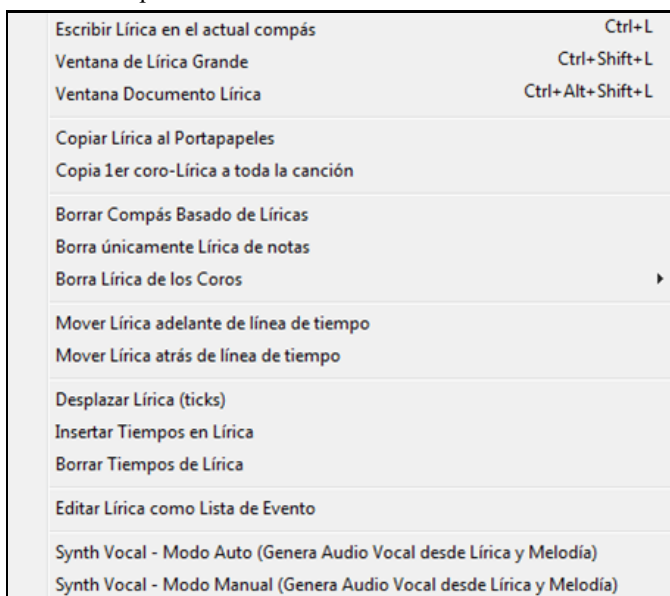 Escribir Lírica en el actual compás Ctrl+L
Ventana de Lírica Grande Ctrl+Shift+L
Ventana Documento Lírica Ctrl+Alt+Shift+L
Copiar Lírica al Portapapeles
Copia 1er coro-Lírica a toda la canción
Borrar Compás Basado de Líricas
Borra únicamente Lírica de notas
Borra Lírica de los Coros
Mover Lírica adelante de línea de tiempo
Mover Lírica atrás de línea de tiempo
Desplazar Lírica (ticks)
Insertar Tiempos en Lírica
Borrar Tiempos de Lírica
Editar Lírica como Lista de Evento
Synth Vocal - Modo Auto (Genera Audio Vocal desde Lírica y Melodía)
Synth Vocal - Modo Manual (Genera Audio Vocal desde Lírica y Melodía)